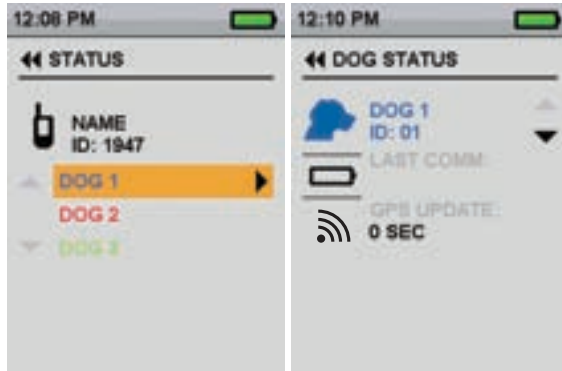 12:08 PM
STATUS
NAME
ID: 1947
DOG 1
DOG 2
DOG 3
12:10 PM
DOG STATUS
DOG 1
ID: 01
LAST COMM:
GPS UPDATE:
0 SEC